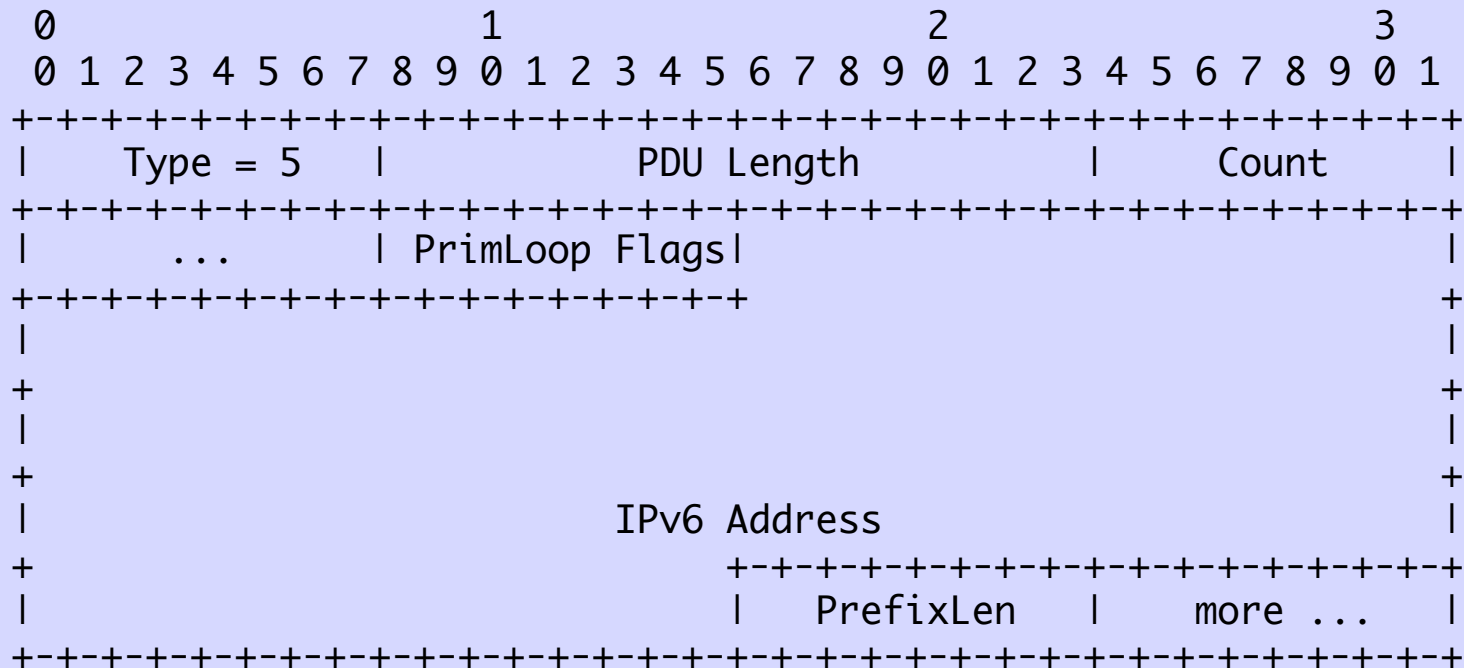 0                   1                   2                   3
 0 1 2 3 4 5 6 7 8 9 0 1 2 3 4 5 6 7 8 9 0 1 2 3 4 5 6 7 8 9 0 1
+-+-+-+-+-+-+-+-+-+-+-+-+-+-+-+-+-+-+-+-+-+-+-+-+-+-+-+-+-+-+-+-+
|    Type = 5   |           PDU Length          |     Count     |
+-+-+-+-+-+-+-+-+-+-+-+-+-+-+-+-+-+-+-+-+-+-+-+-+-+-+-+-+-+-+-+-+
|      ...      | PrimLoop Flags|                               |
+-+-+-+-+-+-+-+-+-+-+-+-+-+-+-+-+                               +
|                                                               |
+                                                               +
|                                                               |
+                                                               +
|                          IPv6 Address                         |
+                               +-+-+-+-+-+-+-+-+-+-+-+-+-+-+-+-+
|                               |   PrefixLen   |    more ...   |
+-+-+-+-+-+-+-+-+-+-+-+-+-+-+-+-+-+-+-+-+-+-+-+-+-+-+-+-+-+-+-+-+